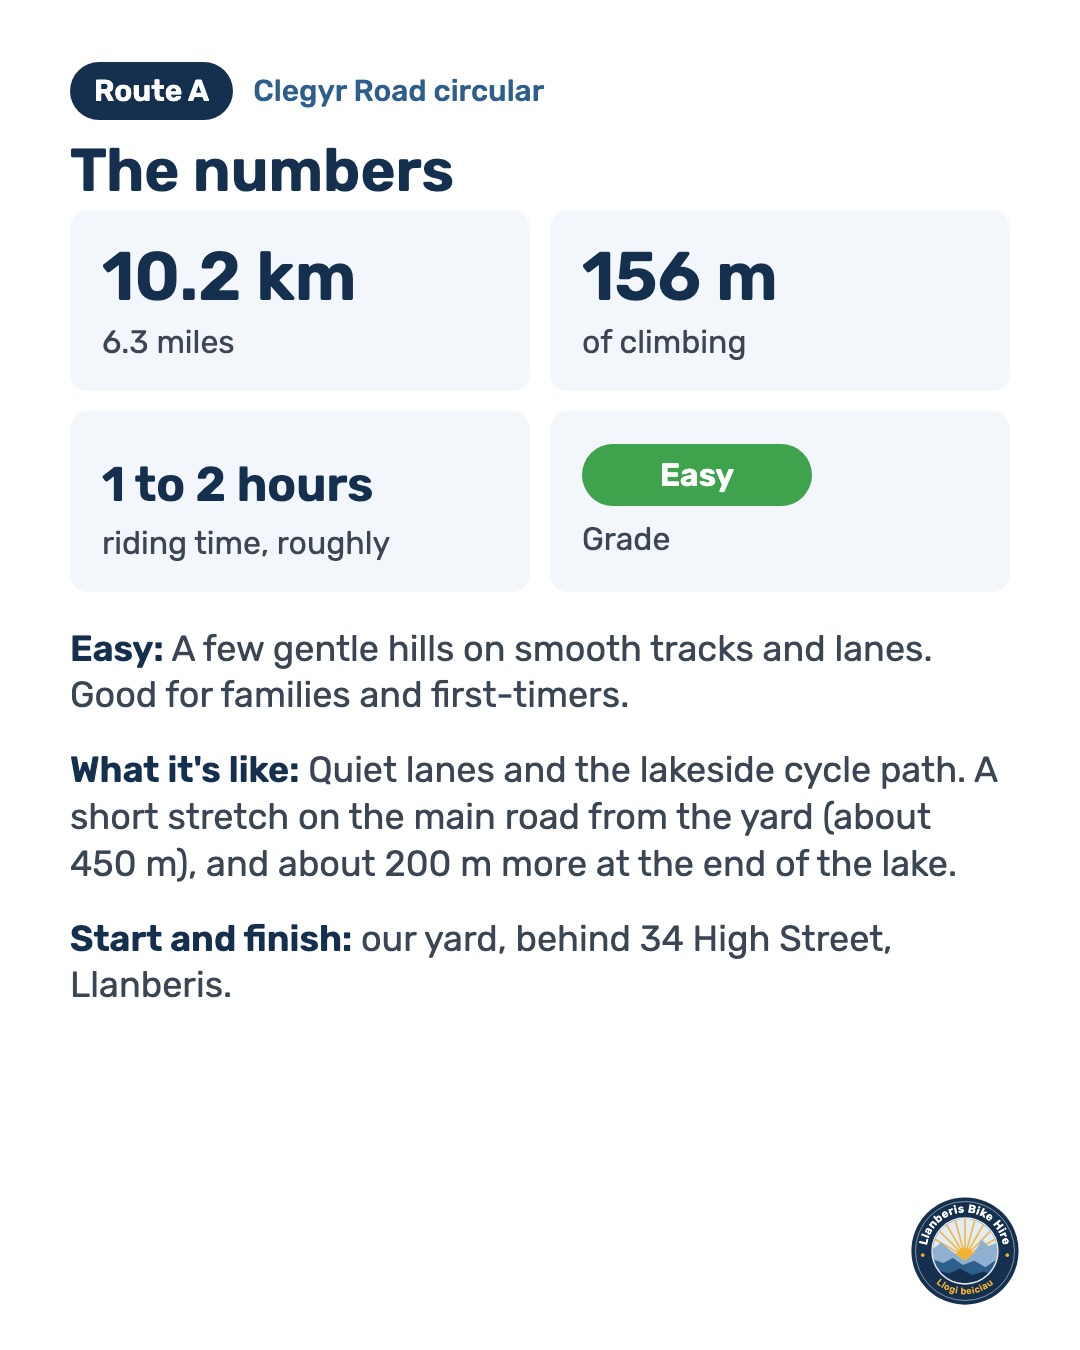 Route A
Clegyr Road circular
The numbers
10.2 km
6.3 miles
156 m
of climbing
1 to 2 hours
riding time, roughly
Easy
Grade
Easy: A few gentle hills on smooth tracks and lanes.
Good for families and first-timers.
What it's like: Quiet lanes and the lakeside cycle path. A
short stretch on the main road from the yard (about
450 m), and about 200 m more at the end of the lake.
Start and finish: our yard, behind 34 High Street,
Llanberis.
Llanberis Bike Hire
Llogi beiciau